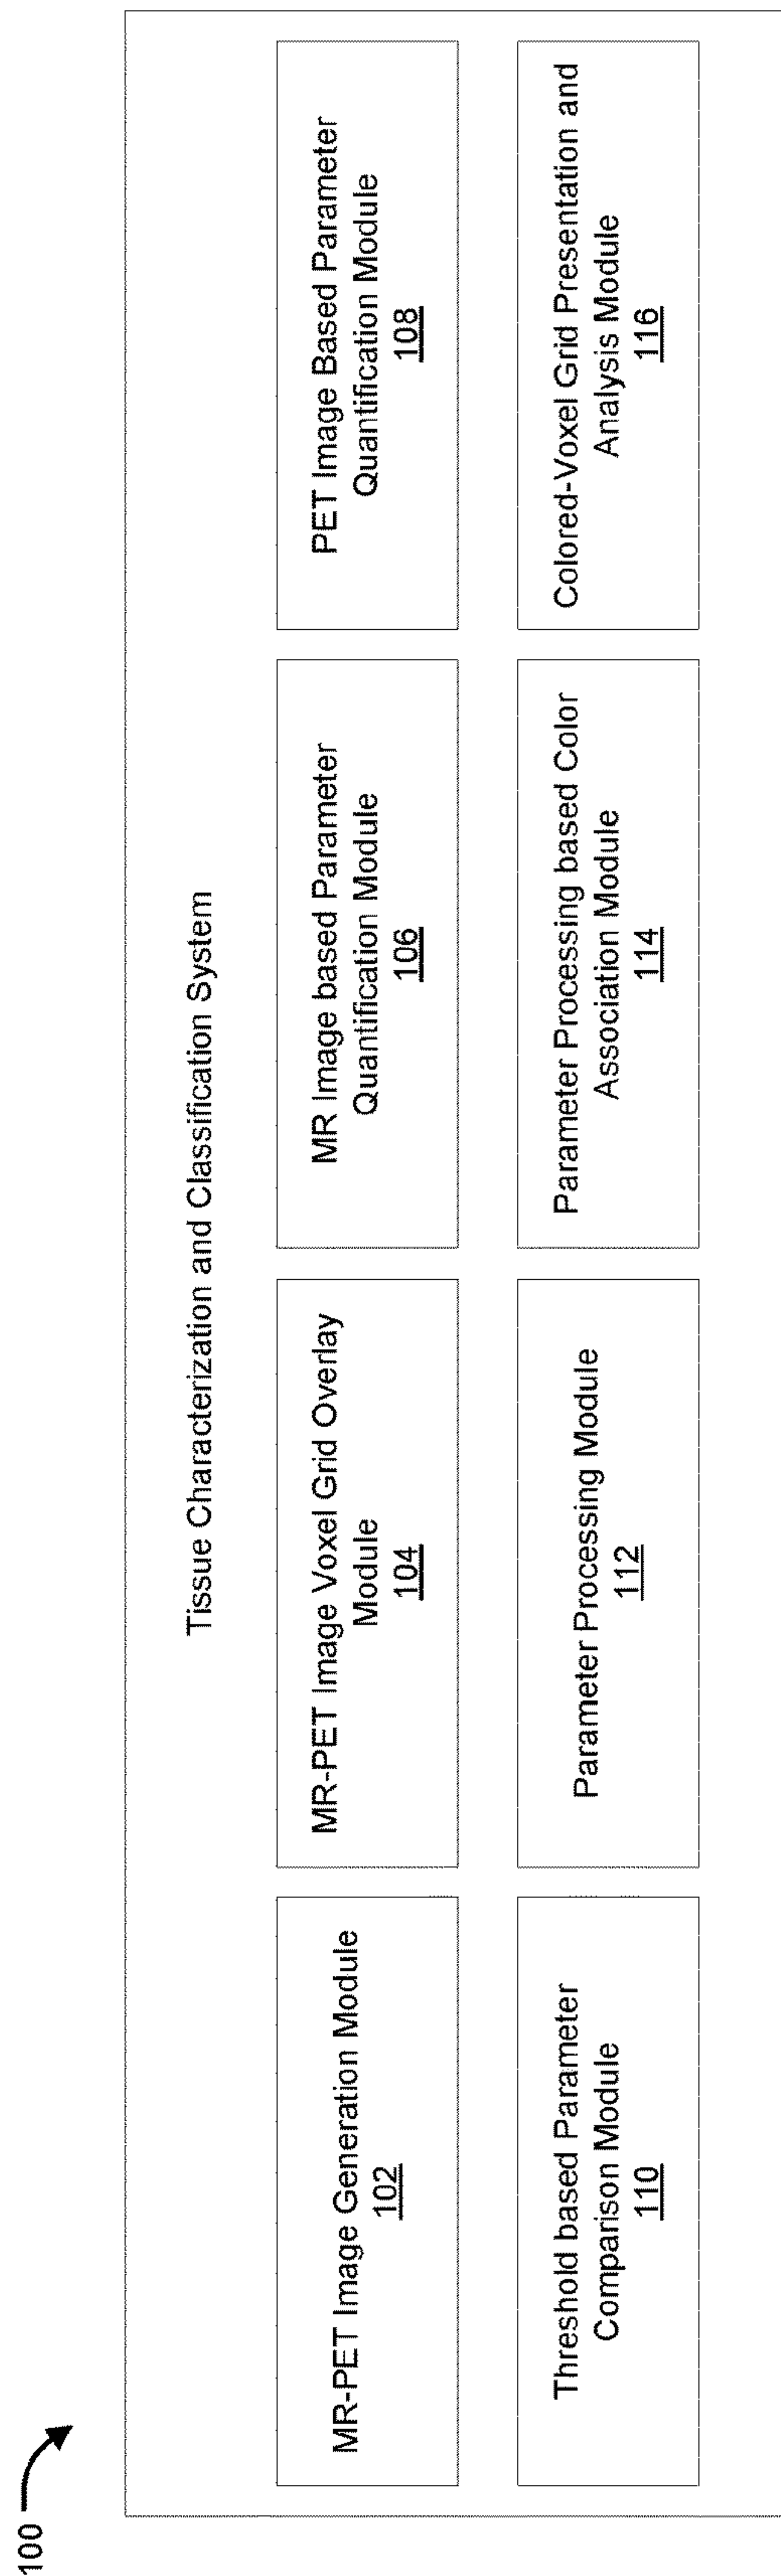 100
Tissue Characterization and Classification System
MR-PET Image Generation Module
102
MR-PET Image Voxel Grid Overlay
Module
104
MR Image based Parameter
Quantification Module
106
PET Image Based Parameter
Quantification Module
108
Threshold based Parameter
Comparison Module
110
Parameter Processing Module
112
Parameter Processing based Color
Association Module
114
Colored-Voxel Grid Presentation and
Analysis Module
116